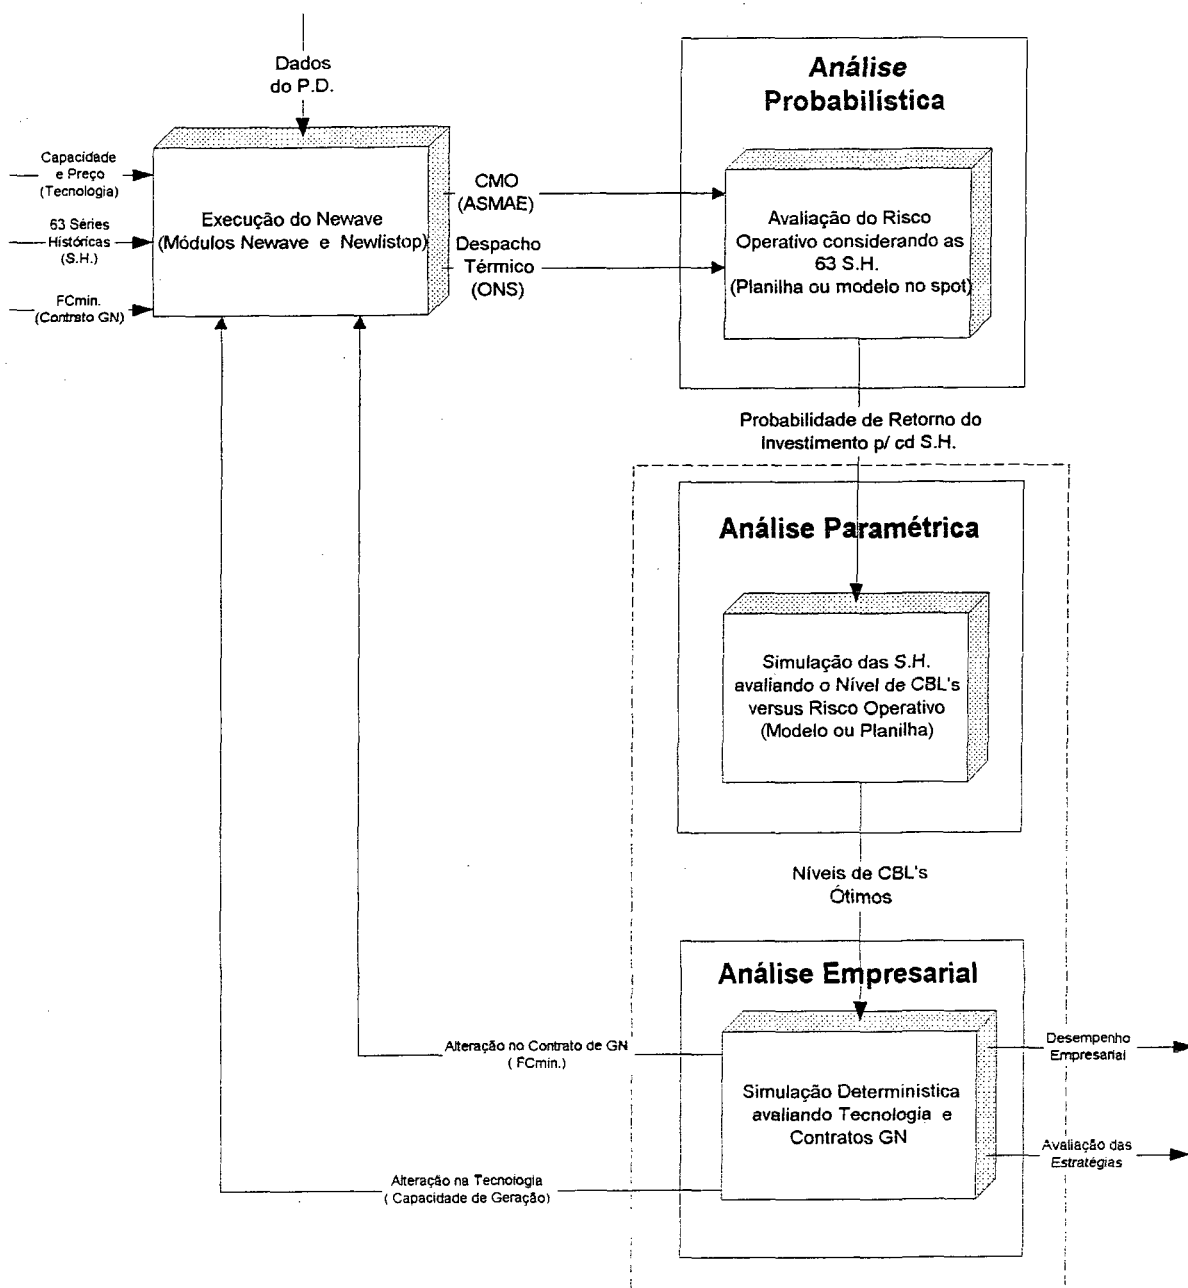 Dados
do P.D.
Capacidade
e Preço
(Tecnologia)
63 Séries
Históricas
(S.H.)
FCmin.
(Contrato GN)
Execução do Newave
(Módulos Newave e Newlistop)
CMO
(ASMAE)
Despacho
Térmico
(ONS)
Análise
Probabilística
Avaliação do Risco
Operativo considerando as
63 S.H.
(Planilha ou modelo no spot)
Probabilidade de Retorno do
Investimento p/ cd S.H.
Análise Paramétrica
Simulação das S.H.
avaliando o Nível de CBL's
versus Risco Operativo
(Modelo ou Planilha)
Níveis de CBL's
Ótimos
Análise Empresarial
Simulação Deterministica
avaliando Tecnologia e
Contratos GN
Alteração no Contrato de GN
( FCmin.)
Alteração na Tecnologia
( Capacidade de Geração)
Desempenho
Empresarial
Avaliação das
Estratégias